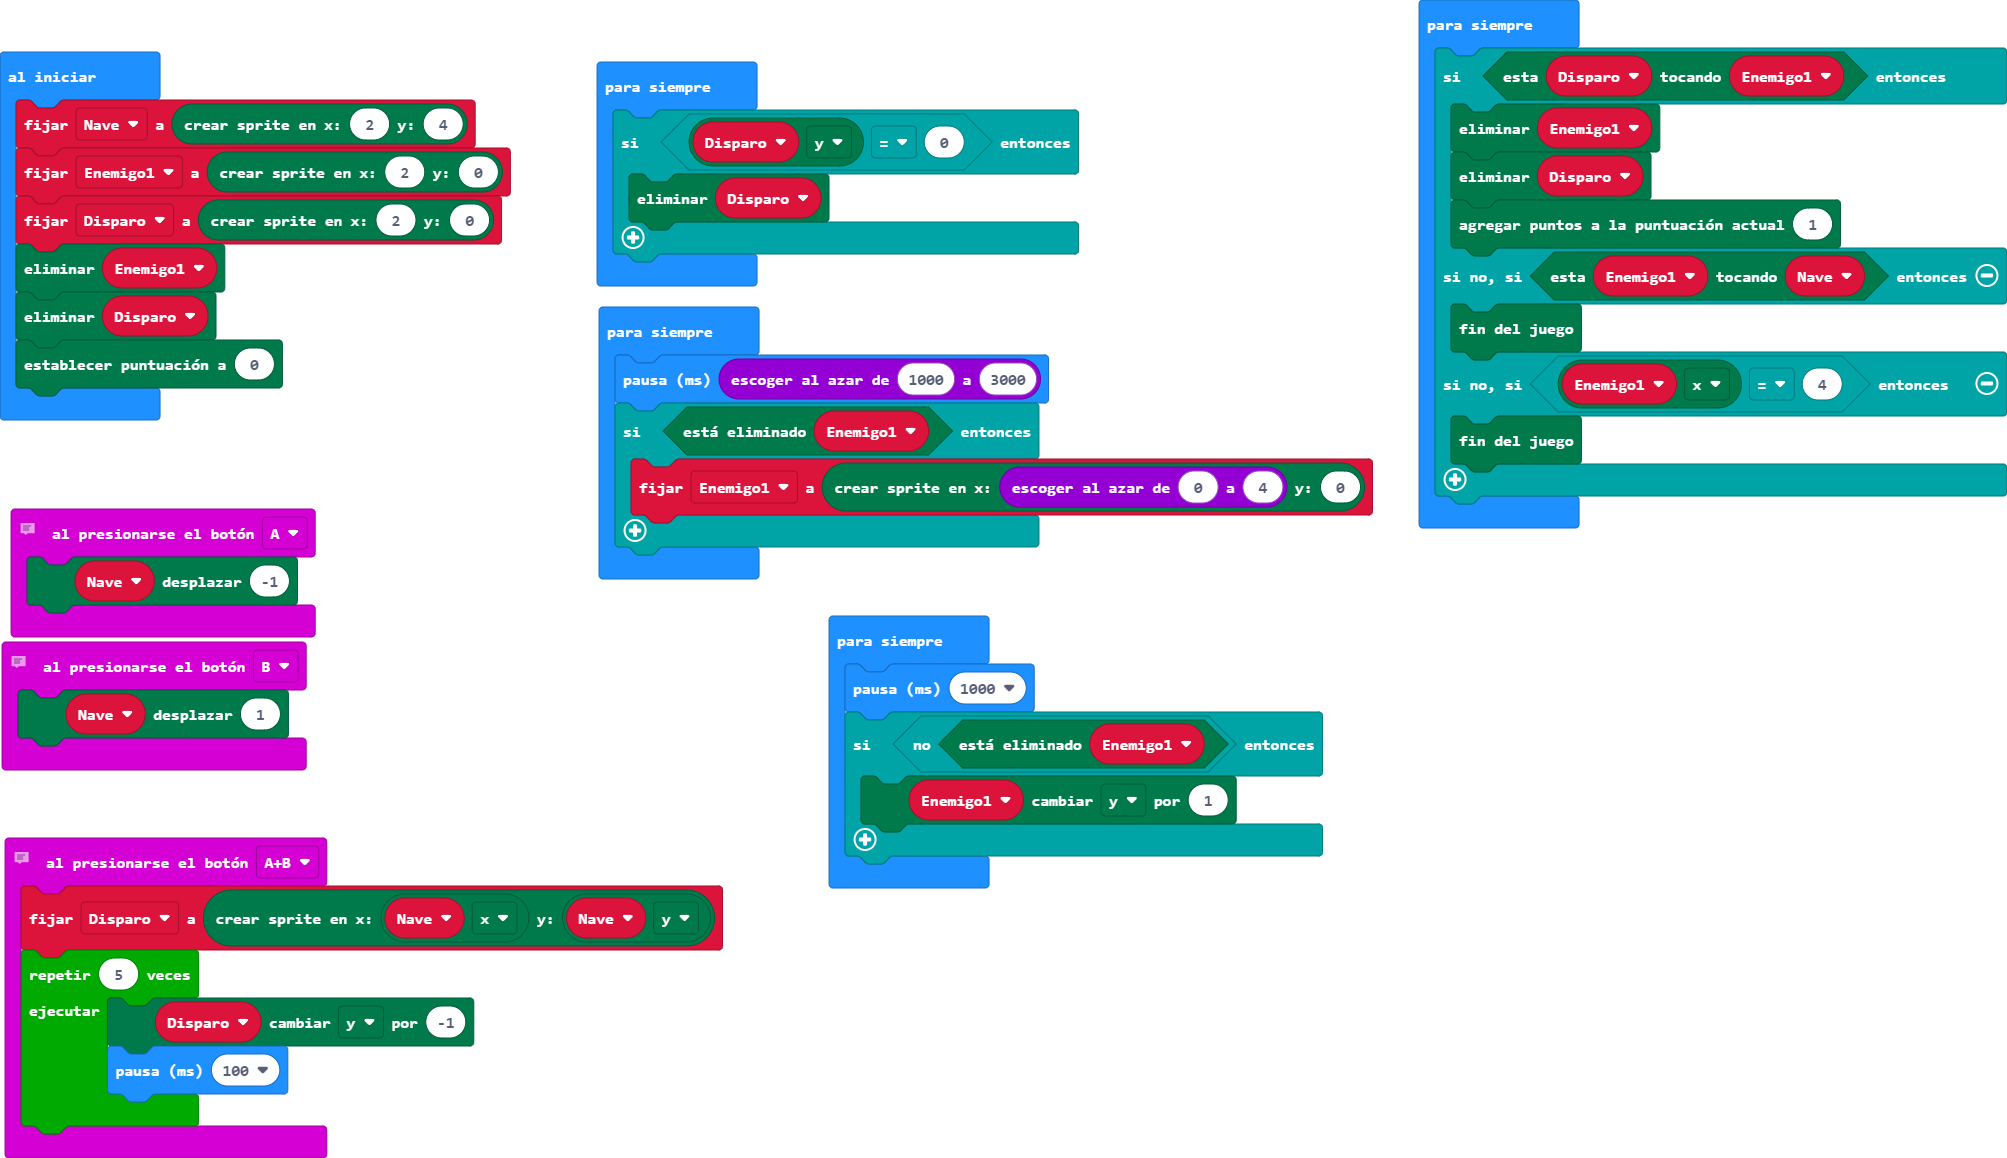 al iniciar
fijar Nave a crear sprite en x: 2 y: 4
fijar Enemigo1 a crear sprite en x: 2 y: 0
fijar Disparo a crear sprite en x: 2 y: 0
eliminar Enemigo1
eliminar Disparo
establecer puntuación a 0
al presionarse el botón A
Nave desplazar -1
al presionarse el botón B
Nave desplazar 1
al presionarse el botón A+B
fijar Disparo a crear sprite en x: Nave x y: Nave y
repetir 5 veces
ejecutar Disparo cambiar y por -1
pausa (ms) 100
para siempre
si Disparo y = 0 entonces
eliminar Disparo
para siempre
pausa (ms) escoger al azar de 1000 a 3000
si está eliminado Enemigo1 entonces
fijar Enemigo1 a crear sprite en x: escoger al azar de 0 a 4 y: 0
para siempre
pausa (ms) 1000
si no está eliminado Enemigo1 entonces
Enemigo1 cambiar y por 1
para siempre
si esta Disparo tocando Enemigo1 entonces
eliminar Enemigo1
eliminar Disparo
agregar puntos a la puntuación actual 1
si no, si esta Enemigo1 tocando Nave entonces
fin del juego
si no, si Enemigo1 x = 4 entonces
fin del juego